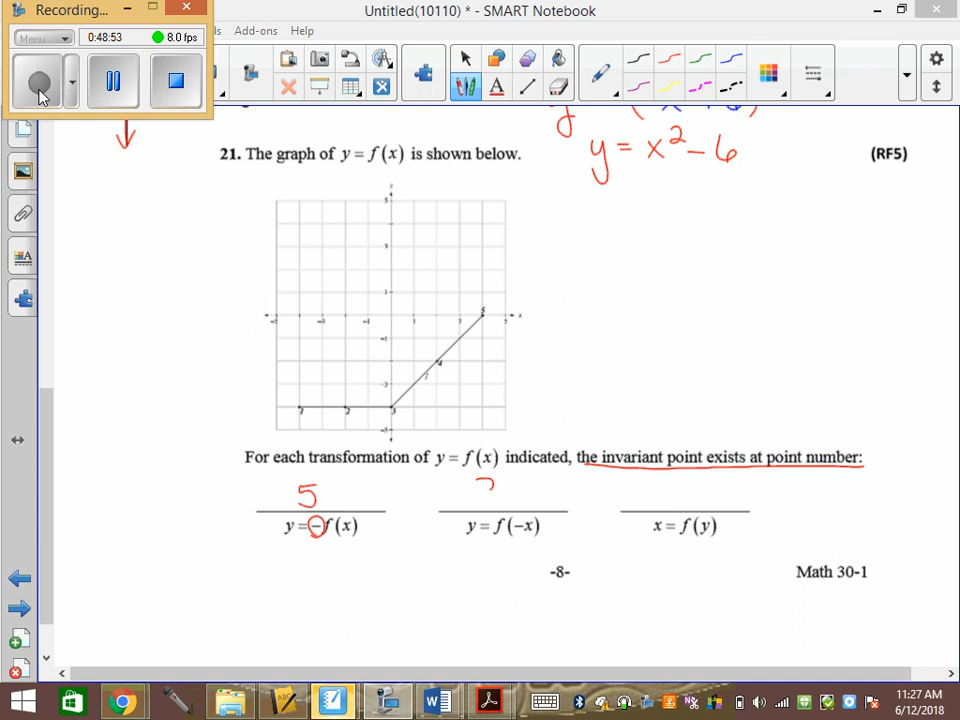 Recording...
Untitled(10110) * - SMART Notebook
Menu
0:48:53
8.0 fps
Add-ons Help
y = x² - 6
21. The graph of y = f(x) is shown below.
(RF5)
For each transformation of y = f(x) indicated, the invariant point exists at point number:
5
y = -f(x)
y = f(-x)
x = f(y)
-8-
Math 30-1
11:27 AM
6/12/2018